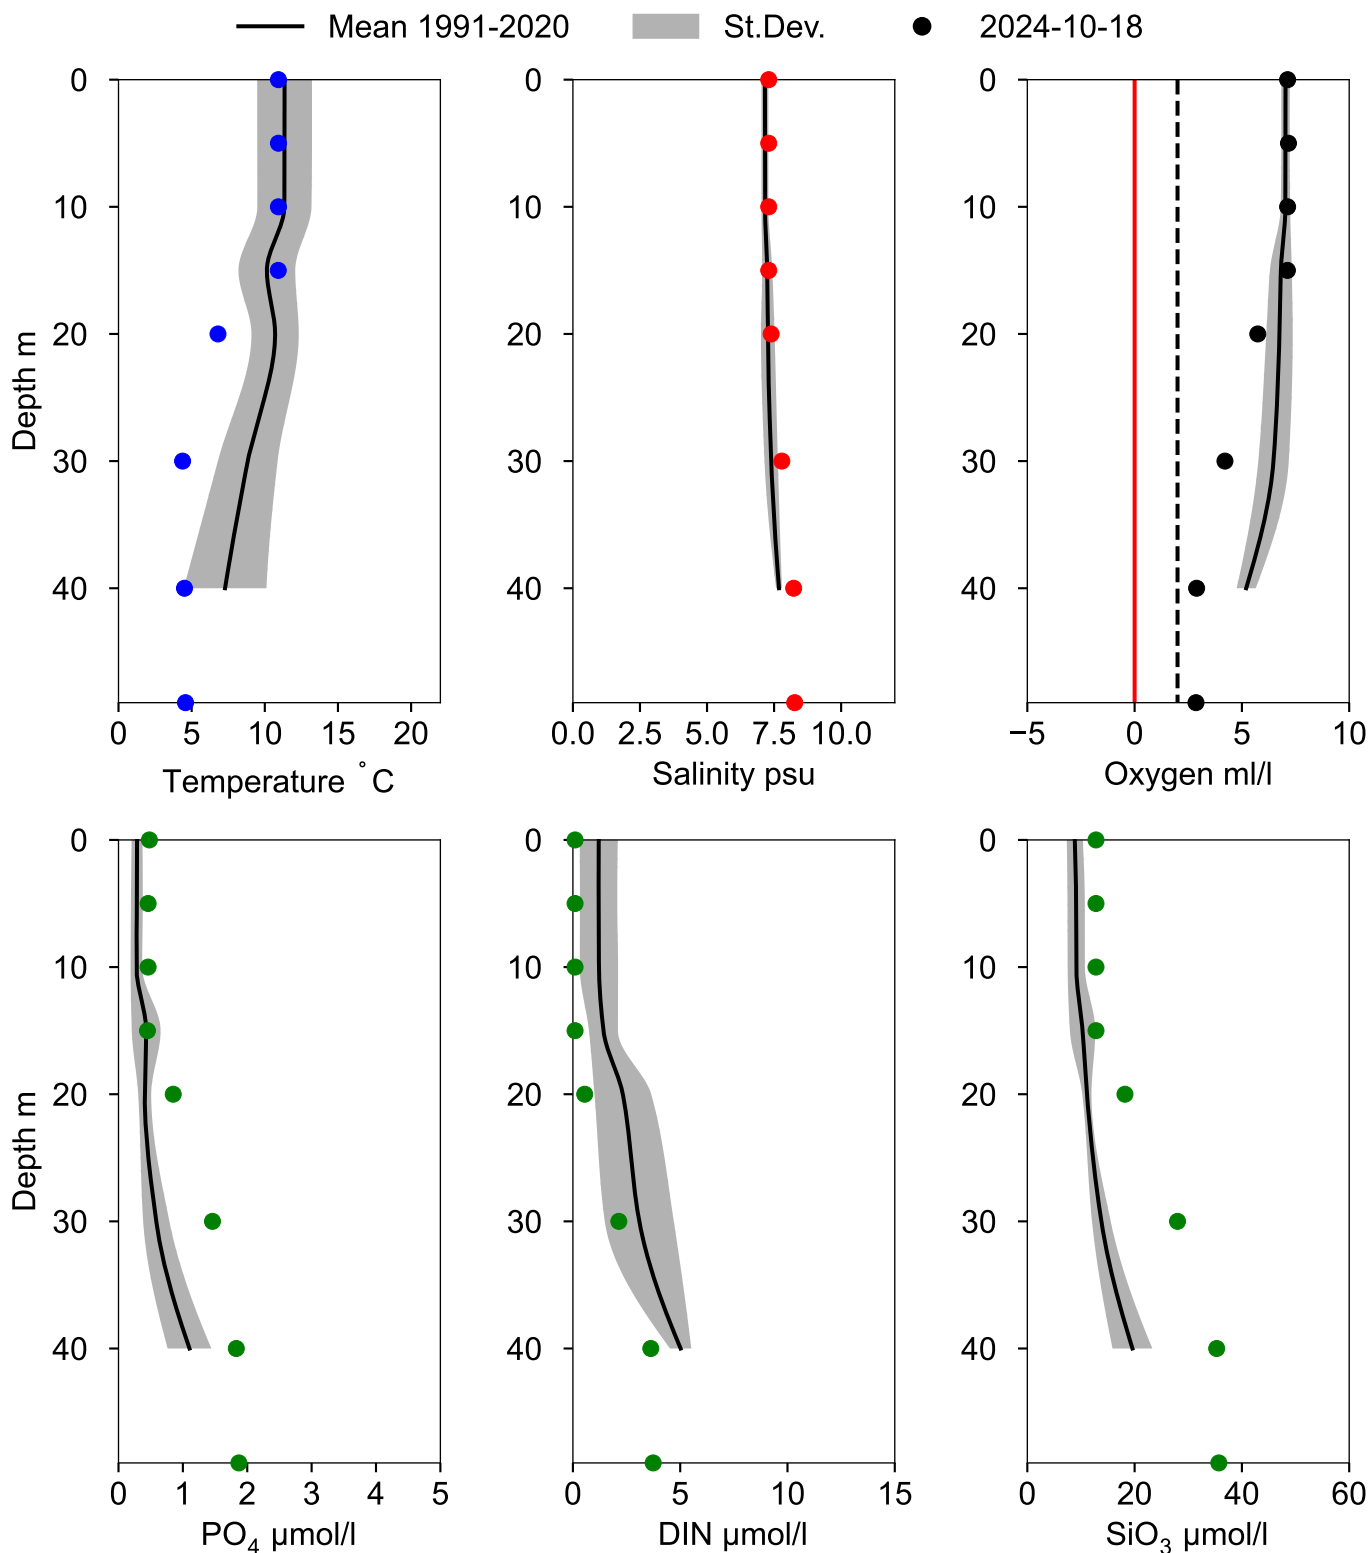 Mean 1991-2020 St.Dev. 2024-10-18
0 0 0
10 10 10
20 20 20
30 30 30
40 40 40
Depth m
0 5 10 15 20 0.0 2.5 5.0 7.5 10.0 −5 0 5 10
Temperature ˚C Salinity psu Oxygen ml/l
0 0 0
10 10 10
20 20 20
30 30 30
40 40 40
Depth m
0 1 2 3 4 5 0 5 10 15 0 20 40 60
PO₄ µmol/l DIN µmol/l SiO₃ µmol/l